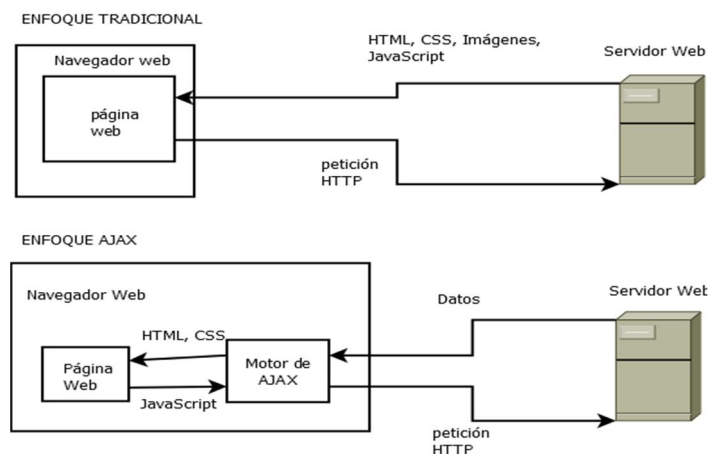 ENFOQUE TRADICIONAL
HTML, CSS, Imágenes,
JavaScript
Servidor Web
Navegador web
página
web
petición
HTTP
ENFOQUE AJAX
Navegador Web
Datos
Servidor Web
HTML, CSS
Página
Web
Motor de
AJAX
JavaScript
petición
HTTP